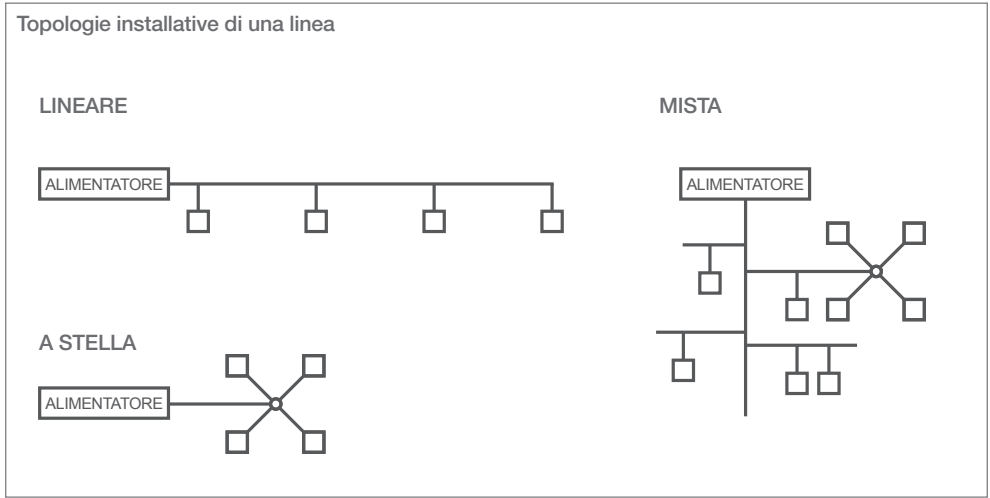 Topologie installative di una linea
LINEARE
ALIMENTATORE
A STELLA
ALIMENTATORE
MISTA
ALIMENTATORE